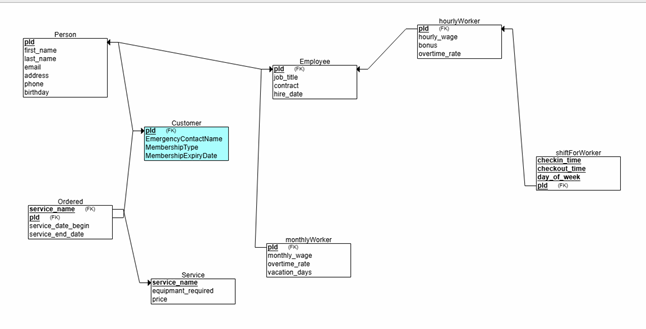 Person
pId
first_name
last_name
email
address
phone
birthday
hourlyWorker
pId (FK)
hourly_wage
bonus
overtime_rate
Employee
pId (FK)
job_title
contract
hire_date
Customer
pId (FK)
EmergencyContactName
MembershipType
MembershipExpiryDate
shiftForWorker
checkin_time
checkout_time
day_of_week
pId (FK)
Ordered
service_name (FK)
pId (FK)
service_date_begin
service_end_date
monthlyWorker
pId (FK)
monthly_wage
overtime_rate
vacation_days
Service
service_name
equipmant_required
price